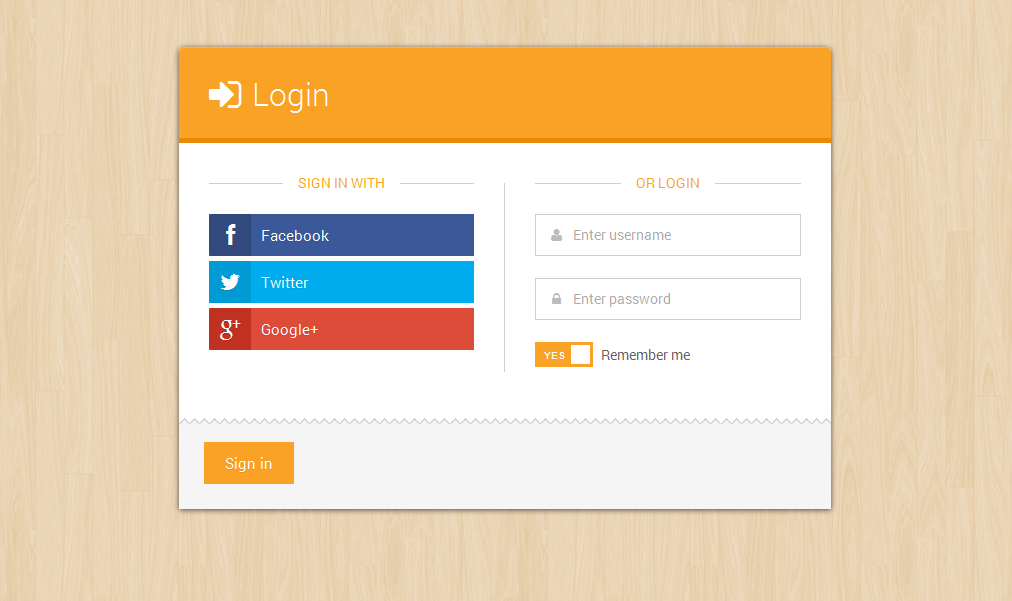 Login
SIGN IN WITH
Facebook
Twitter
Google+
OR LOGIN
Enter username
Enter password
YES Remember me
Sign in